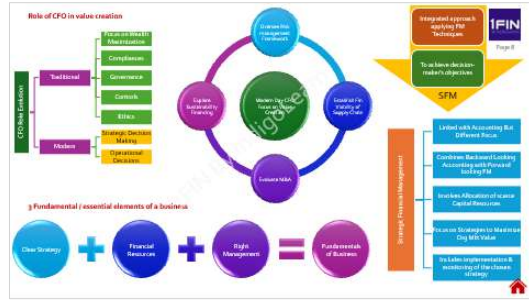 Role of CFO in value creation
CFO Role Evolution
Traditional
Focus on Wealth
Maximization
Compliances
Governance
Controls
Ethics
Modern
Strategic Decision
Making
Operational
Decisions
Oversee Risk
management
Framework
Explore
Sustainability
Financing
Modern Day CFO
Focus on Value
Creation
Establish Fin
Viability of
Supply Chain
Evaluate M&A
Integrated approach
applying FM
Techniques
To achieve decision-
maker's objectives
SFM
1FIN
Page 8
Strategic Financial Management
Linked with Accounting But
Different Focus
Combines Backward Looking
Accounting with Forward
looking FM
Involves Allocation of scarce
Capital Resources
Focus on Strategies to Maximize
Org Mkt Value
Includes implementation &
monitoring of the chosen
strategy
3 Fundamental / essential elements of a business
Clear Strategy
+
Financial
Resources
+
Right
Management
=
Fundamentals
of Business